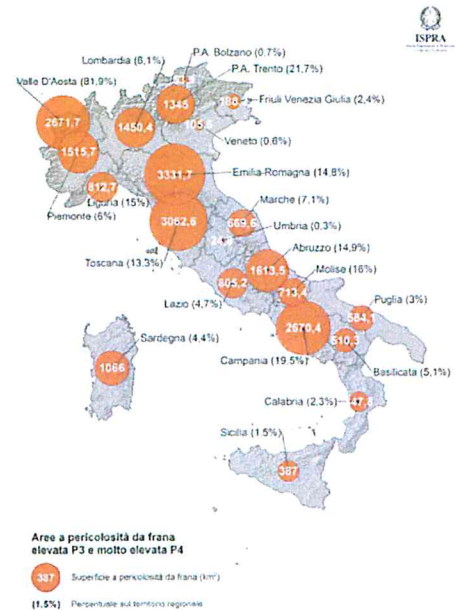 ISPRA
P.A. Bolzano (0,7%)
Lombardia (6,1%)
P.A. Trento (21,7%)
Valle D'Aosta (81,9%)
Friuli Venezia Giulia (2,4%)
2671,7
1450,4
1345
Veneto (0,6%)
1515,7
3331,7
Emilia-Romagna (14,8%)
812,7
Liguria (15%)
Piemonte (6%)
Marche (7,1%)
669,6
Umbria (0,3%)
3062,6
Abruzzo (14,9%)
Toscana (13,3%)
1613,5
Molise (16%)
805,2
713,4
Lazio (4,7%)
Puglia (3%)
584,1
2670,4
510,3
Sardegna (4,4%)
Campania (19,5%)
Basilicata (5,1%)
1066
Calabria (2,3%)
Sicilia (1.5%)
387
Aree a pericolosità da frana
elevata P3 e molto elevata P4
387 Superficie a pericolosità da frana (km²)
(1.5%) Percentuale sul territorio regionale